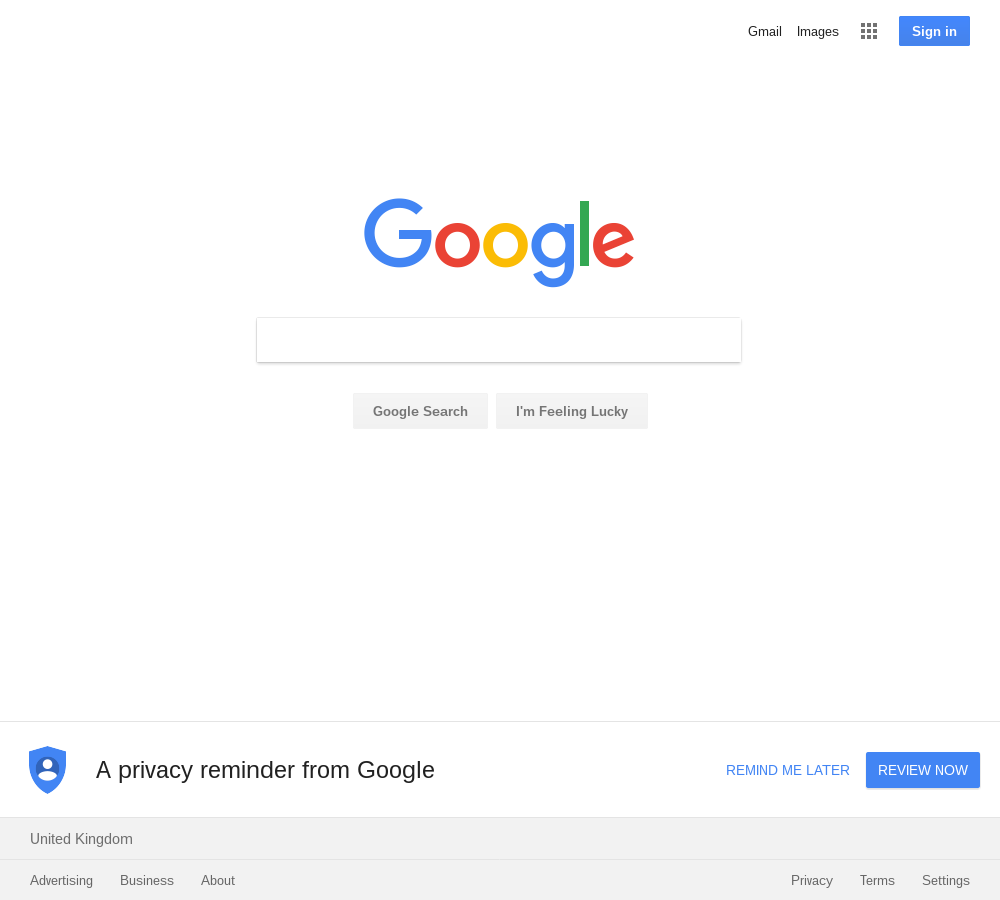 Gmail Images Sign in
Google
Google Search I'm Feeling Lucky
A privacy reminder from Google REMIND ME LATER REVIEW NOW
United Kingdom
Advertising Business About Privacy Terms Settings